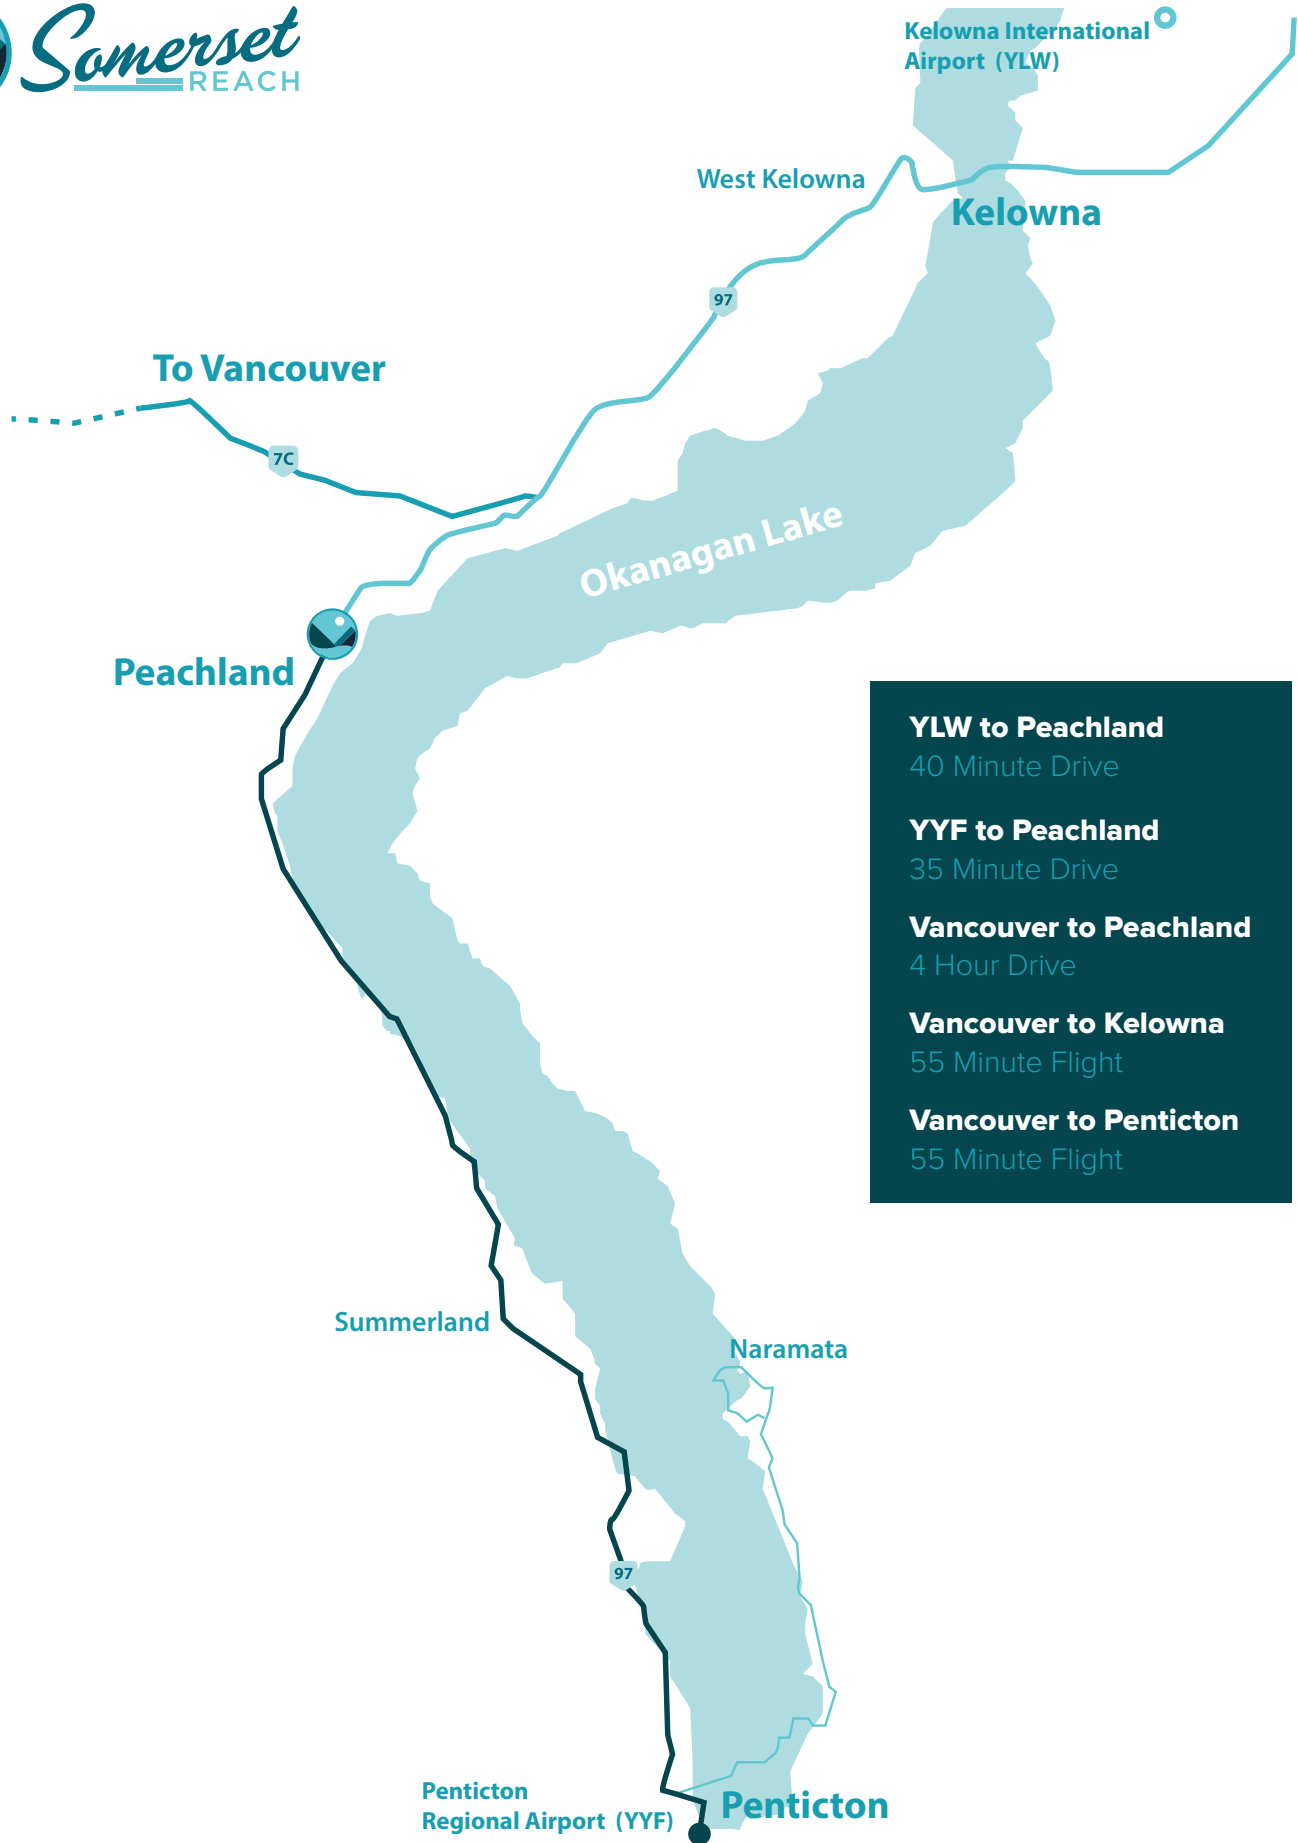 Somerset
REACH
Kelowna International
Airport (YLW)
West Kelowna
Kelowna
97
To Vancouver
7C
Okanagan Lake
Peachland
YLW to Peachland
40 Minute Drive
YYF to Peachland
35 Minute Drive
Vancouver to Peachland
4 Hour Drive
Vancouver to Kelowna
55 Minute Flight
Vancouver to Penticton
55 Minute Flight
Summerland
Naramata
97
Penticton
Regional Airport (YYF)
Penticton